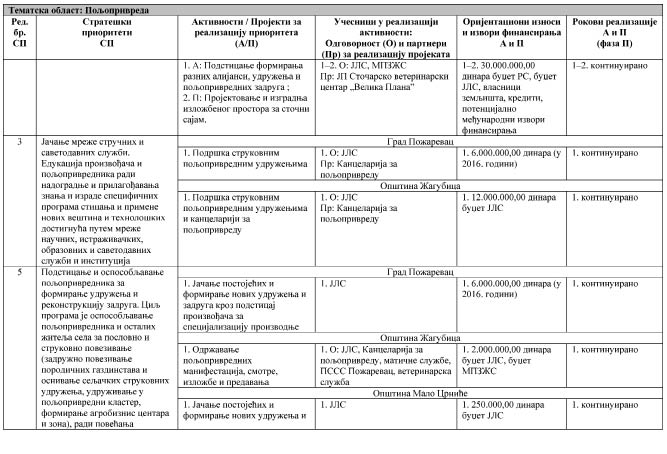 Тематска област: Пољопривреда
Ред. бр. СП
Стратешки приоритети СП
Активности / Пројекти за реализацију приоритета (А/П)
Учесници у реализацији активности: Одговорност (О) и партнери (Пр) за реализацију пројеката
Оријентациони износи и извори финансирања А и П
Рокови реализације А и П (фаза П)
1. А: Подстицање формирања
разних алијанси, удружења и
пољопривредних задруга ;
2. П: Пројектовање и изградња
изложбеног простора за сточни
сајам.
1–2. О: ЈЛС, МПЗЖС
Пр: ЈП Сточарско ветеринарски
центар „Велика Плана”
1–2. 30.000.000,00
динара буџет РС, буџет
ЈЛС, власници
земљишта, кредити,
потенцијално
међународни извори
финансирања
1–2. континуирано
3
Јачање мреже стручних и
саветодавних служби.
Едукација произвођача и
пољопривредника ради
надоградње и прилагођавања
знања и израде специфичних
програма стицања и примене
нових вештина и технолошких
достигнућа путем мреже
научних, истраживачких,
образовних и саветодавних
служби и институција
Град Пожаревац
1. Подршка струковним
пољопривредним удружењима
1. О: ЈЛС
Пр: Канцеларија за
пољопривреду
1. 6.000.000,00 динара (у
2016. години)
1. континуирано
Општина Жагубица
1. Подршка струковним
пољопривредним удружењима
и канцеларији за
пољопривреду
1. О: ЈЛС
Пр: Канцеларија за
пољопривреду
1. 12.000.000,00 динара
буџет ЈЛС
1. континуирано
5
Подстицање и оспособљавање
пољопривредника за
формирање удружења и
реконструкцију задруга. Циљ
програма је оспособљавање
пољопривредника и осталих
житеља села за пословно и
струковно повезивање
(задружно повезивање
породичних газдинстава и
оснивање сељачких струковних
удружења, удруживање у
пољопривредни кластер,
формирање агробизнис центара
и зона), ради повећања
Град Пожаревац
1. Јачање постојећих и
формирање нових удружења и
задруга кроз подстицај
произвођача за
специјализацију производње
1. ЈЛС
1. 6.000.000,00 динара (у
2016. години)
1. континуирано
Општина Жагубица
1. Одржавање
пољопривредних
манифестација, смотре,
изложбе и предавања
1. О: ЈЛС, Канцеларија за
пољопривреду, матичне службе,
ПССС Пожаревац, ветеринарска
служба
1. 2.000.000,00 динара
буџет ЈЛС, буџет
МПЗЖС
1. континуирано
Општина Мало Црниће
1. Јачање постојећих и
формирање нових удружења и
1. ЈЛС
1. 250.000,00 динара
буџет ЈЛС
1. континуирано